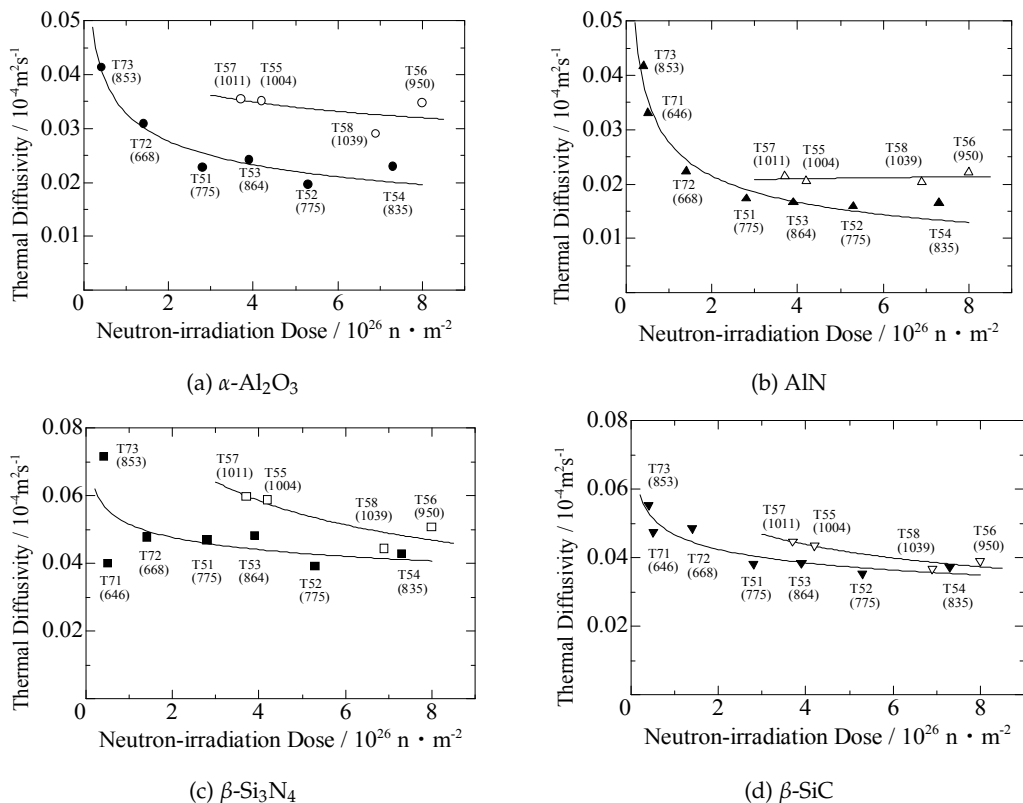 0.05
0.04
0.03
0.02
0.01
Thermal Diffusivity / 10⁻⁴m²s⁻¹
T73
(853)
T72
(668)
T51
(775)
T53
(864)
T52
(775)
T54
(835)
T57
(1011)
T55
(1004)
T58
(1039)
T56
(950)
0 2 4 6 8
Neutron-irradiation Dose / 10²⁶ n・m⁻²
(a) α-Al₂O₃
0.05
0.04
0.03
0.02
0.01
Thermal Diffusivity / 10⁻⁴m²s⁻¹
T73
(853)
T71
(646)
T72
(668)
T51
(775)
T53
(864)
T52
(775)
T54
(835)
T57
(1011)
T55
(1004)
T58
(1039)
T56
(950)
0 2 4 6 8
Neutron-irradiation Dose / 10²⁶ n・m⁻²
(b) AlN
0.08
0.06
0.04
0.02
Thermal Diffusivity / 10⁻⁴m²s⁻¹
T73
(853)
T71
(646)
T72
(668)
T51
(775)
T53
(864)
T52
(775)
T54
(835)
T57
(1011)
T55
(1004)
T58
(1039)
T56
(950)
0 2 4 6 8
Neutron-irradiation Dose / 10²⁶ n・m⁻²
(c) β-Si₃N₄
0.08
0.06
0.04
0.02
0.00
Thermal Diffusivity / 10⁻⁴m²s⁻¹
T73
(853)
T71
(646)
T72
(668)
T51
(775)
T53
(864)
T52
(775)
T54
(835)
T57
(1011)
T55
(1004)
T58
(1039)
T56
(950)
0 2 4 6 8
Neutron-irradiation Dose / 10²⁶ n・m⁻²
(d) β-SiC